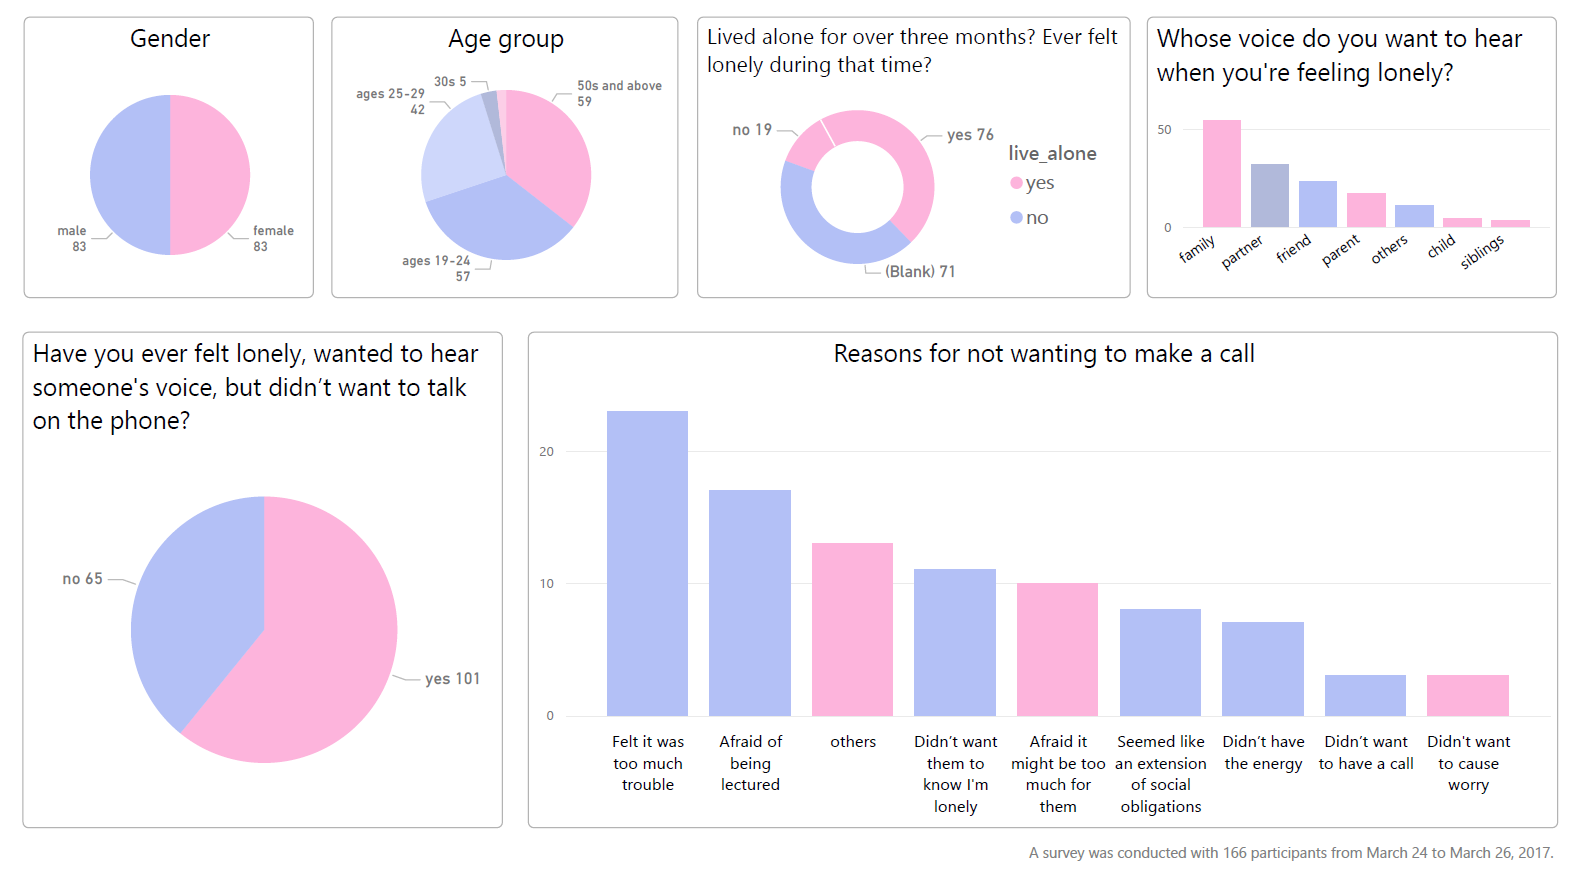 Gender
male
83
female
83
Age group
30s 5
ages 25-29
42
50s and above
59
ages 19-24
57
Lived alone for over three months? Ever felt
lonely during that time?
no 19
yes 76
(Blank) 71
live_alone
yes
no
Whose voice do you want to hear
when you're feeling lonely?
50
0
family
partner
friend
parent
others
child
siblings
Have you ever felt lonely, wanted to hear
someone's voice, but didn’t want to talk
on the phone?
no 65
yes 101
Reasons for not wanting to make a call
20
10
0
Felt it was
too much
trouble
Afraid of
being
lectured
others
Didn’t want
them to
know I'm
lonely
Afraid it
might be too
much for
them
Seemed like
an extension
of social
obligations
Didn’t have
the energy
Didn’t want
to have a call
Didn't want
to cause
worry
A survey was conducted with 166 participants from March 24 to March 26, 2017.